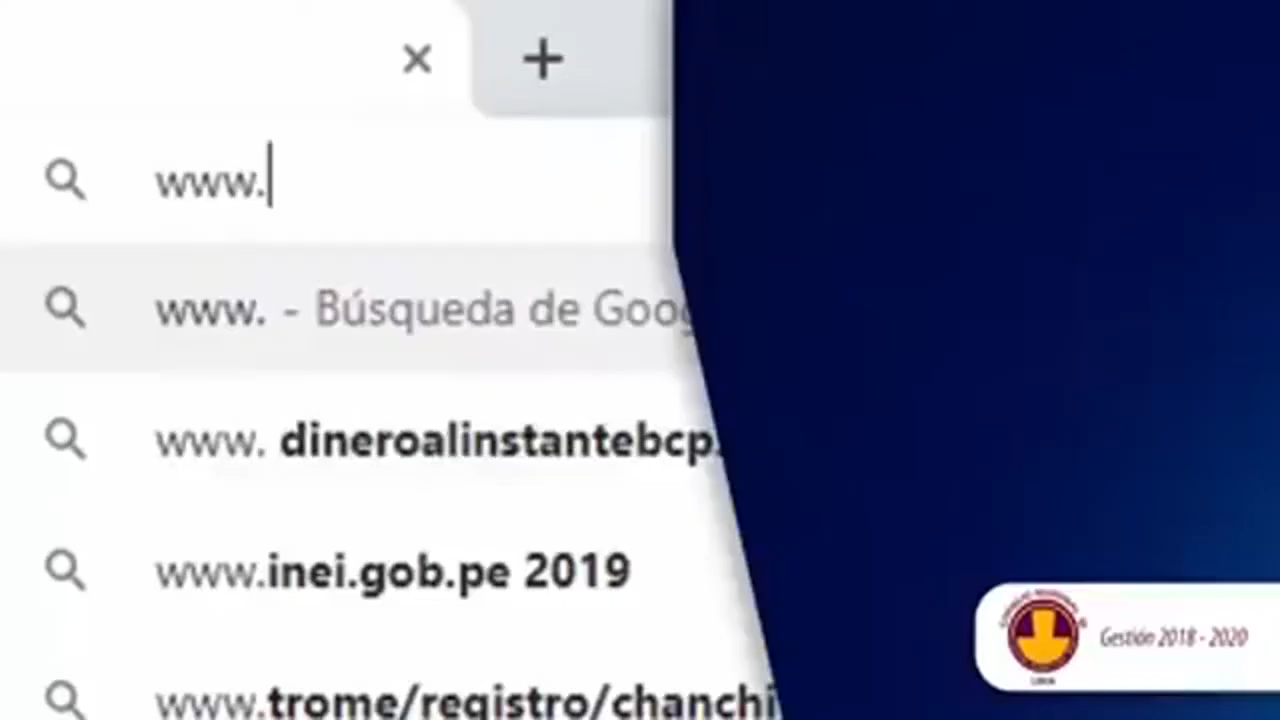 www.
www. - Búsqueda de Goog
www. dineroalinstantebcp.
www.inei.gob.pe 2019
www.trome/registro/chanchi
Gestión 2018 - 2020
LIMA